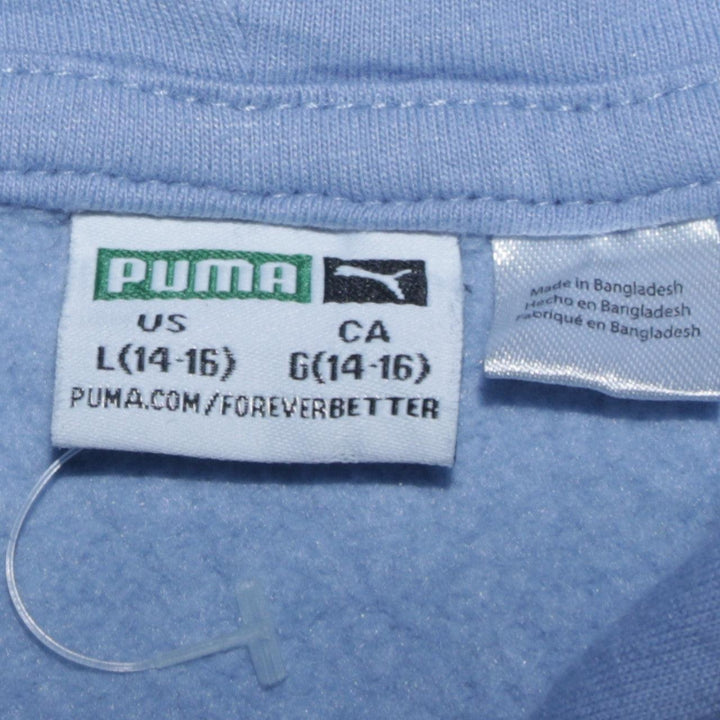 PUMA
US CA
L(14-16) G(14-16)
PUMA.COM/FOREVERBETTER
Made in Bangladesh
Hecho en Bangladesh
Fabriqué en Bangladesh